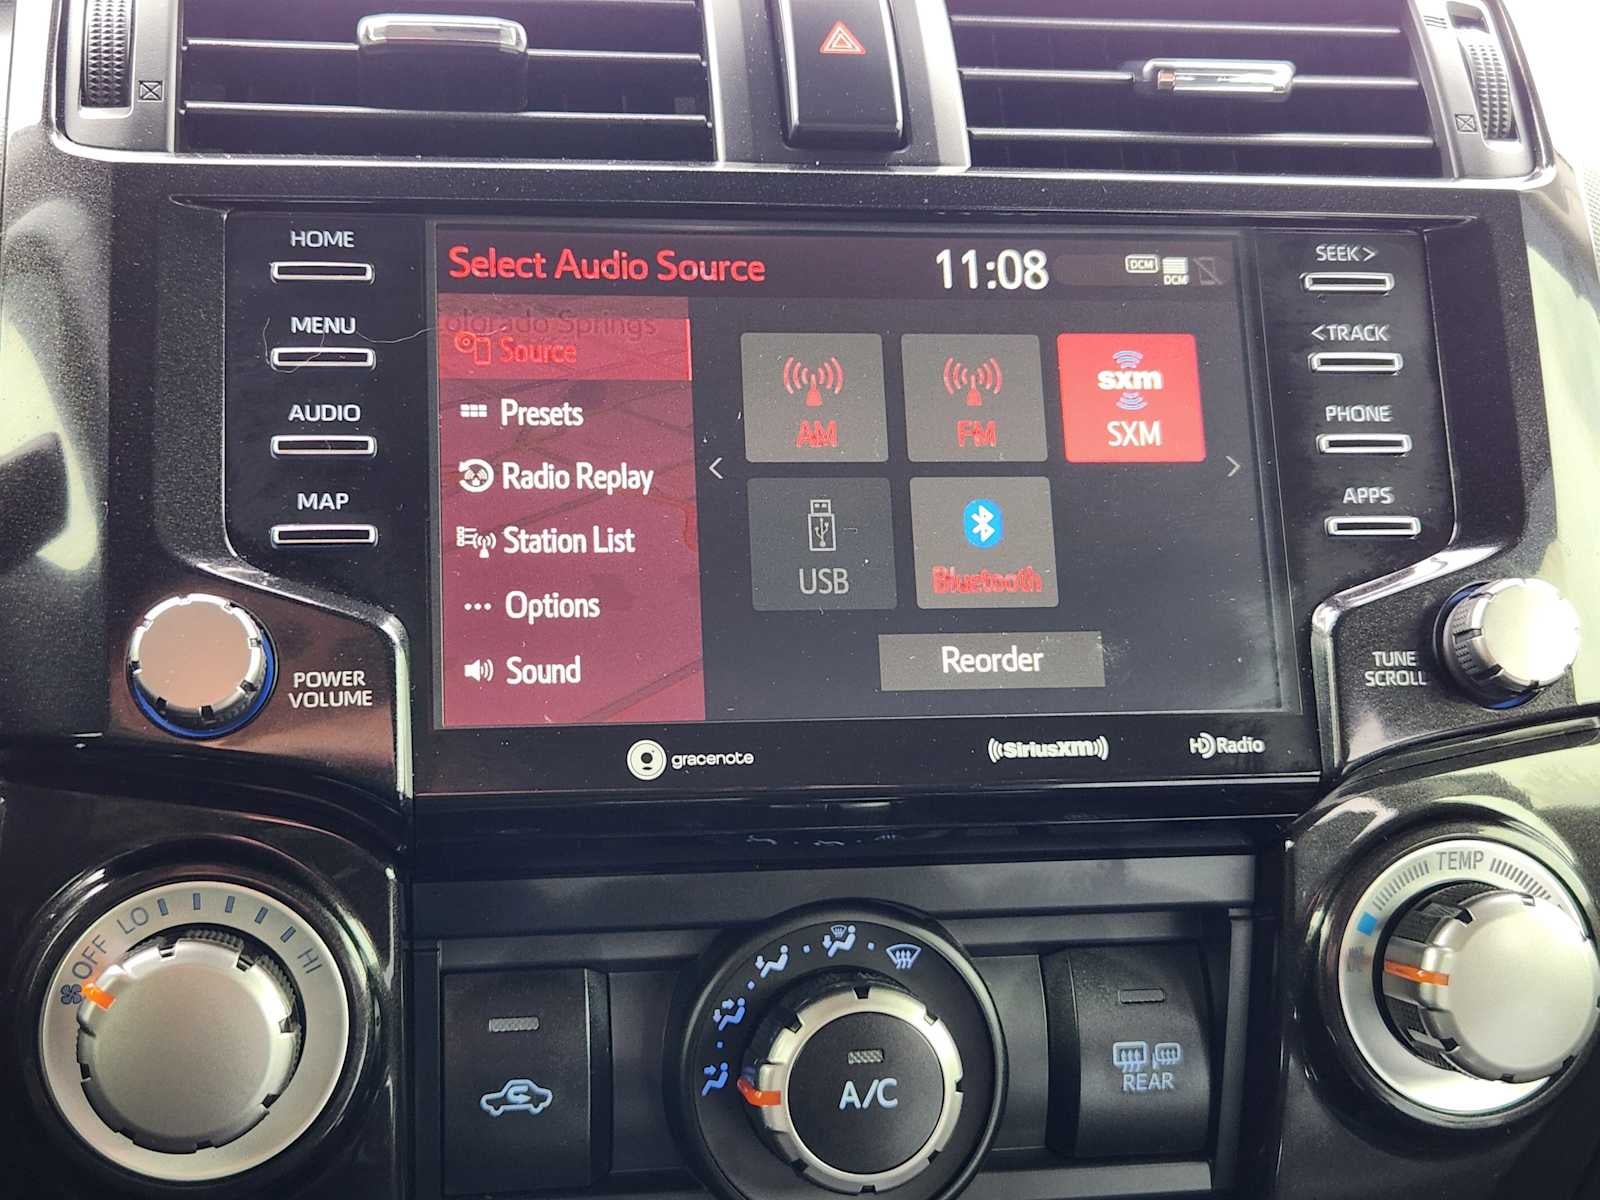 HOME
MENU
AUDIO
MAP
POWER
VOLUME
Select Audio Source
11:08
DCM
DCM
olorado Springs
Source
Presets
Radio Replay
Station List
Options
Sound
AM
FM
sxm
SXM
USB
Bluetooth
Reorder
gracenote
((SiriusXM))
HD Radio
SEEK >
< TRACK
PHONE
APPS
TUNE
SCROLL
OFF LO HI
A/C
REAR
TEMP